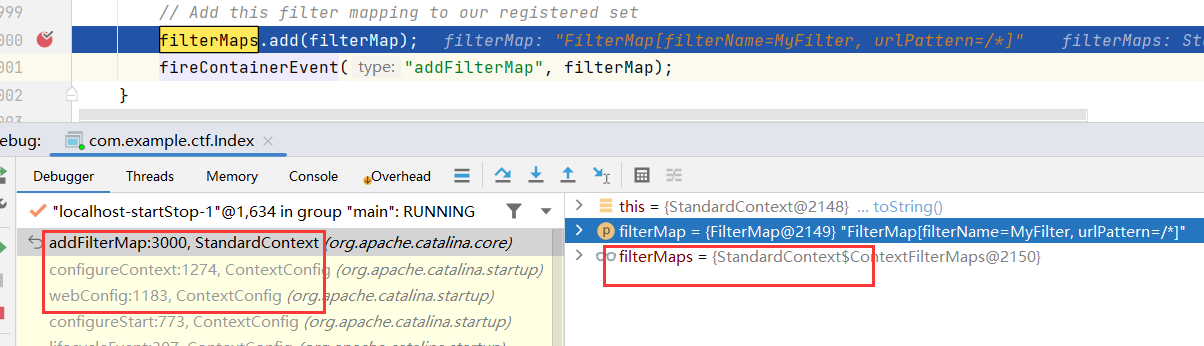 999 // Add this filter mapping to our registered set
000 filterMaps.add(filterMap); filterMap: "FilterMap[filterName=MyFilter, urlPattern=/*]" filterMaps: Sta
001 fireContainerEvent( type: "addFilterMap", filterMap);
002 }
003
ebug: com.example.ctf.Index ×
Debugger Threads Memory Console Overhead
"localhost-startStop-1"@1,634 in group "main": RUNNING
addFilterMap:3000, StandardContext (org.apache.catalina.core)
configureContext:1274, ContextConfig (org.apache.catalina.startup)
webConfig:1183, ContextConfig (org.apache.catalina.startup)
configureStart:773, ContextConfig (org.apache.catalina.startup)
this = {StandardContext@2148} ... toString()
p filterMap = {FilterMap@2149} "FilterMap[filterName=MyFilter, urlPattern=/*]"
filterMaps = {StandardContext$ContextFilterMaps@2150}